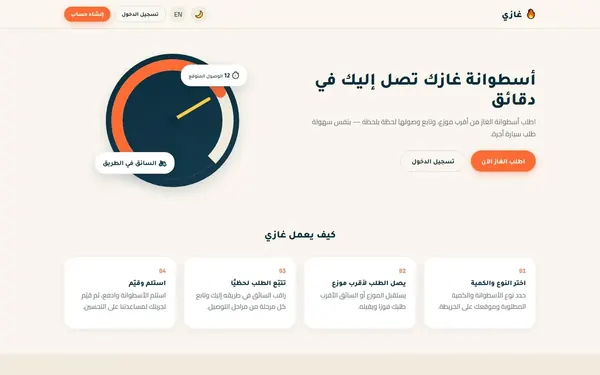 غازي
EN
تسجيل الدخول
إنشاء حساب
أسطوانة غازك تصل إليك في
دقائق
اطلب أسطوانة الغاز من أقرب موزع، وتابع وصولها لحظة بلحظة — بنفس سهولة
طلب سيارة أجرة.
اطلب الغاز الآن
تسجيل الدخول
12 الوصول المتوقع
السائق في الطريق
كيف يعمل غازي
01
اختر النوع والكمية
حدد نوع الأسطوانة والكمية
المطلوبة وموقعك على الخريطة.
02
يصل الطلب لأقرب موزع
يستقبل الموزع أو السائق الأقرب
طلبك فورًا ويقبله.
03
تتبّع الطلب لحظيًا
راقب السائق في طريقه إليك وتابع
كل مرحلة من مراحل التوصيل.
04
استلم وقيّم
استلم الأسطوانة وادفع، ثم قيّم
تجربتك لمساعدتنا على التحسين.